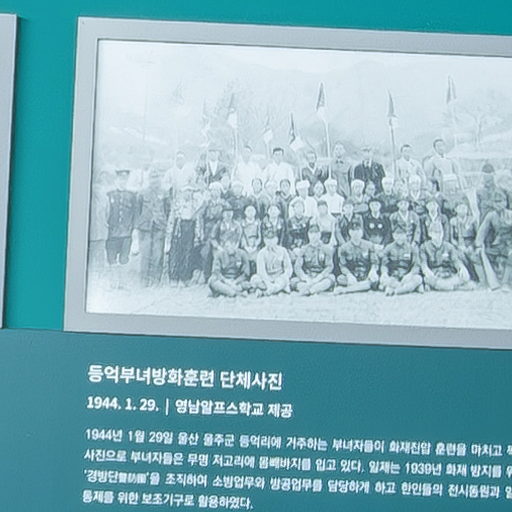 등억부녀방화훈련 단체사진
1944. 1. 29. | 영남알프스학교 제공
1944년 1월 29일 울산 울주군 등억리에 거주하는 부녀자들이 화재진압 훈련을 마치고
사진으로 부녀자들은 무명 저고리에 몸빼바지를 입고 있다. 일제는 1939년 화재 방지를 위
'경방단警防團'을 조직하여 소방업무와 방공업무를 담당하게 하고 한인들의 전시동원과 일
통제를 위한 보조기구로 활용하였다.